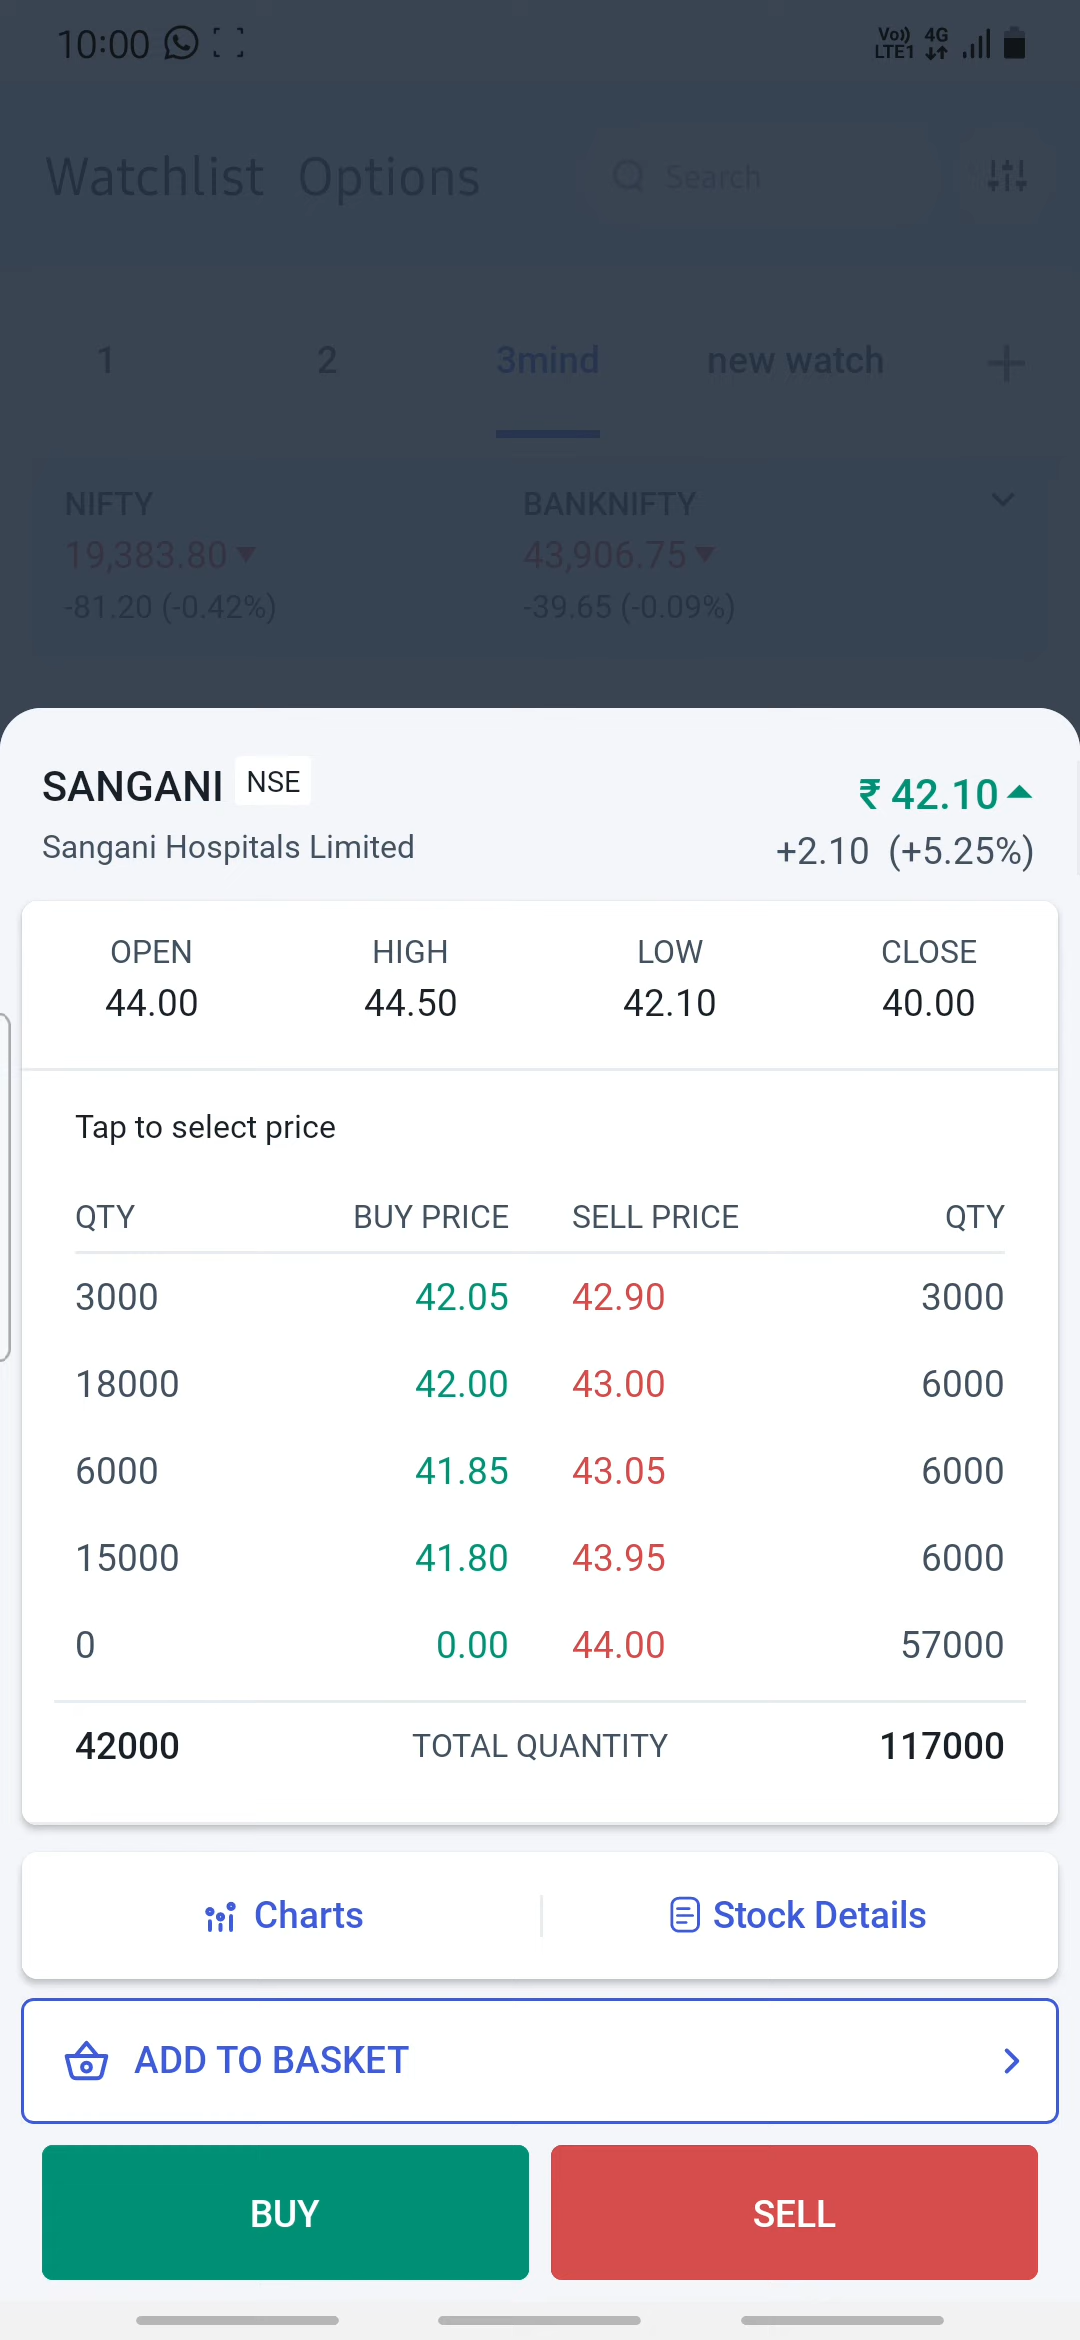 10:00 Vo)) LTE1 4G
Watchlist Options Search
1 2 3mind new watch +
NIFTY BANKNIFTY
19,383.80 43,906.75
-81.20 (-0.42%) -39.65 (-0.09%)
SANGANI NSE ₹ 42.10
Sangani Hospitals Limited +2.10 (+5.25%)
OPEN HIGH LOW CLOSE
44.00 44.50 42.10 40.00
Tap to select price
QTY BUY PRICE SELL PRICE QTY
3000 42.05 42.90 3000
18000 42.00 43.00 6000
6000 41.85 43.05 6000
15000 41.80 43.95 6000
0 0.00 44.00 57000
42000 TOTAL QUANTITY 117000
Charts Stock Details
ADD TO BASKET
BUY SELL